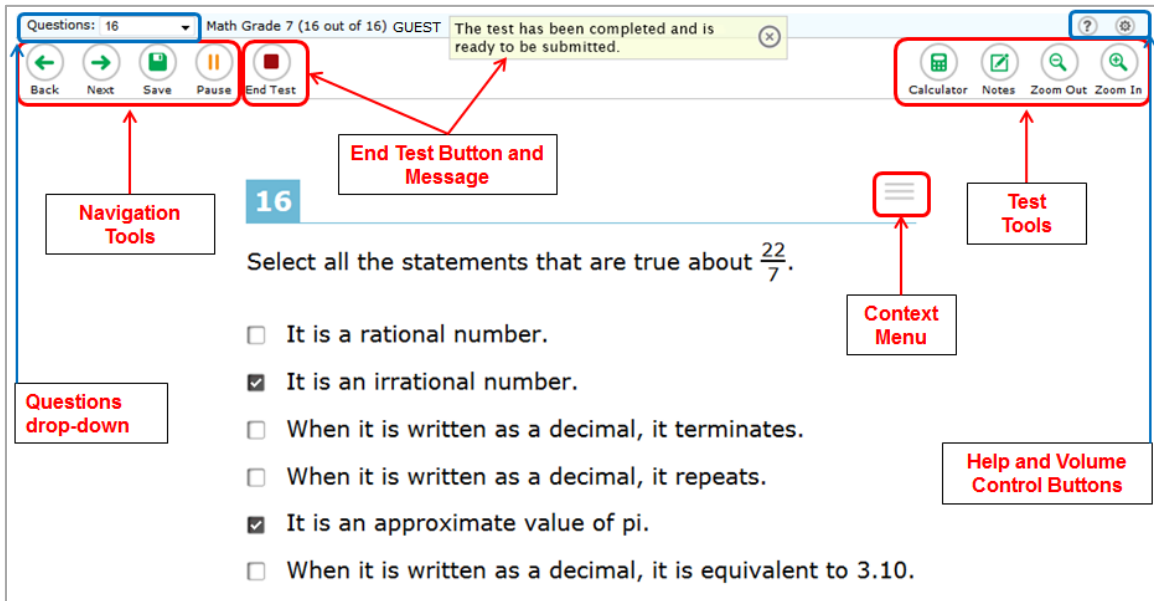 Questions: 16
Math Grade 7 (16 out of 16) GUEST
The test has been completed and is
ready to be submitted.
Back Next Save Pause End Test
Calculator Notes Zoom Out Zoom In
End Test Button and
Message
Navigation
Tools
Test
Tools
16
Select all the statements that are true about 22/7.
Context
Menu
It is a rational number.
It is an irrational number.
Questions
drop-down
When it is written as a decimal, it terminates.
When it is written as a decimal, it repeats.
Help and Volume
Control Buttons
It is an approximate value of pi.
When it is written as a decimal, it is equivalent to 3.10.